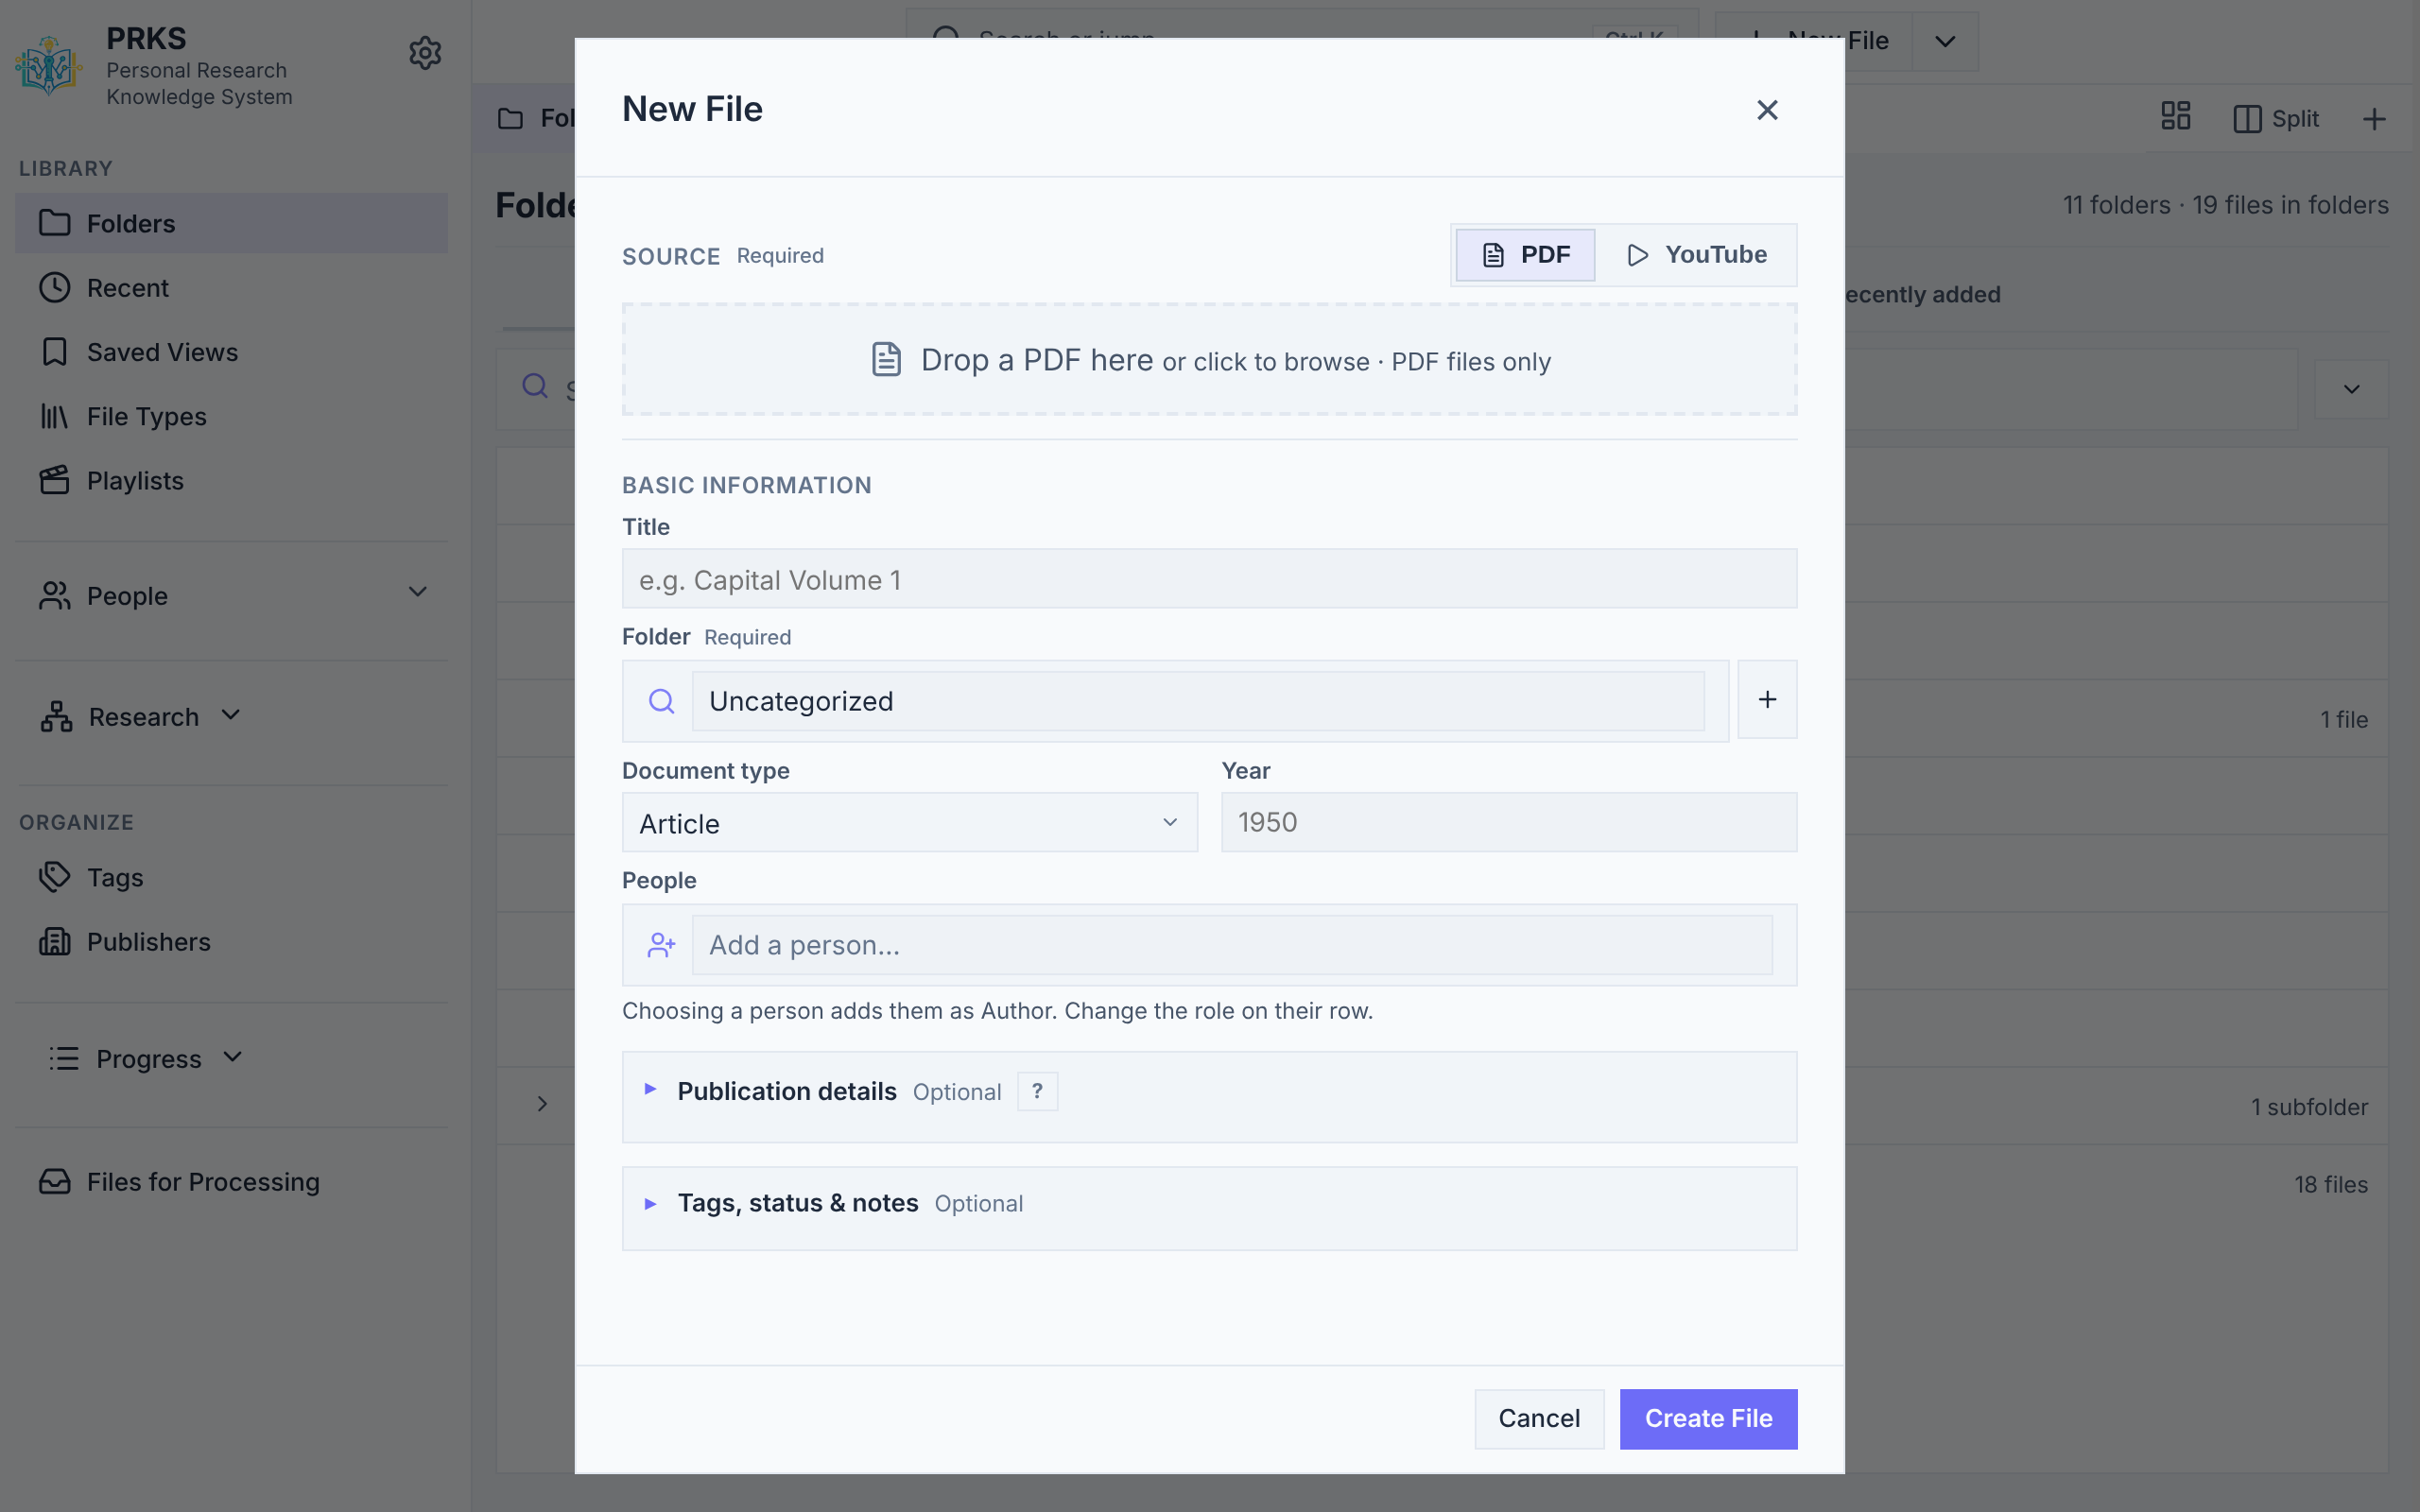 PRKS
Personal Research
Knowledge System
LIBRARY
Folders
Recent
Saved Views
File Types
Playlists
People
Research
ORGANIZE
Tags
Publishers
Progress
Files for Processing
Search or jump
Ctrl K
New File
Split
11 folders · 19 files in folders
ecently added
1 file
1 subfolder
18 files
New File
SOURCE Required
PDF
YouTube
Drop a PDF here or click to browse · PDF files only
BASIC INFORMATION
Title
e.g. Capital Volume 1
Folder Required
Uncategorized
Document type
Year
Article
1950
People
Add a person...
Choosing a person adds them as Author. Change the role on their row.
Publication details Optional ?
Tags, status & notes Optional
Cancel
Create File